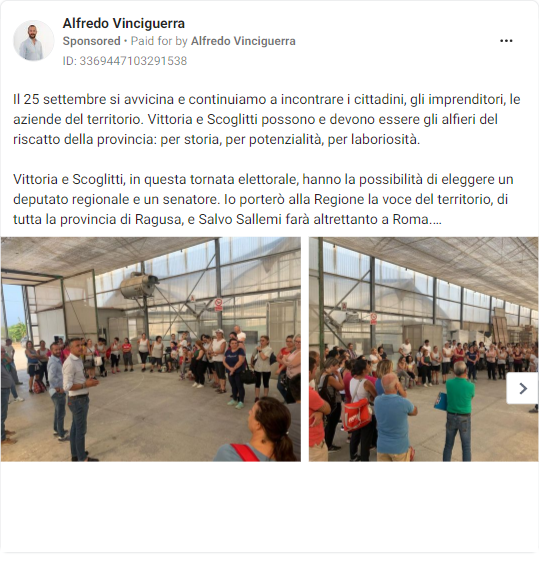 Alfredo Vinciguerra
Sponsored • Paid for by Alfredo Vinciguerra
ID: 3369447103291538
Il 25 settembre si avvicina e continuiamo a incontrare i cittadini, gli imprenditori, le
aziende del territorio. Vittoria e Scoglitti possono e devono essere gli alfieri del
riscatto della provincia: per storia, per potenzialità, per laboriosità.
Vittoria e Scoglitti, in questa tornata elettorale, hanno la possibilità di eleggere un
deputato regionale e un senatore. Io porterò alla Regione la voce del territorio, di
tutta la provincia di Ragusa, e Salvo Sallemi farà altrettanto a Roma....